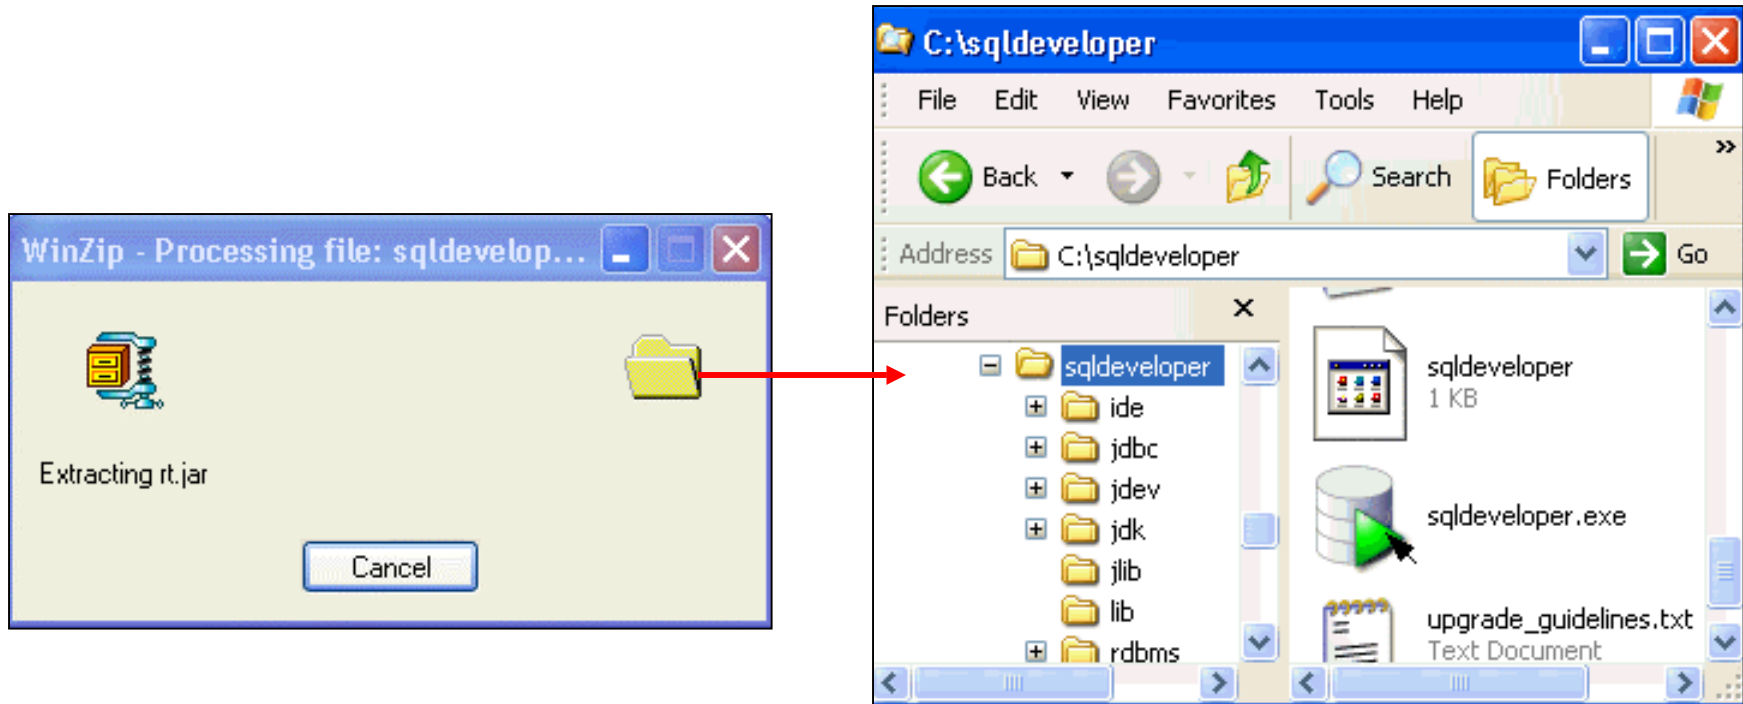 WinZip - Processing file: sqldevelop...
Extracting rt.jar
Cancel
C:\sqldeveloper
File Edit View Favorites Tools Help
Back Search Folders »
Address C:\sqldeveloper Go
Folders
sqldeveloper
ide
jdbc
jdev
jdk
jlib
lib
rdbms
sqldeveloper
1 KB
sqldeveloper.exe
upgrade_guidelines.txt
Text Document